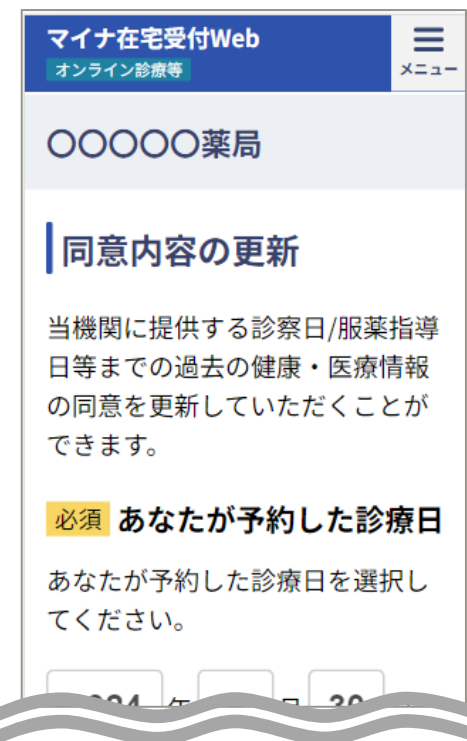 マイナ在宅受付Web
オンライン診療等
メニュー
〇〇〇〇〇薬局
同意内容の更新
当機関に提供する診察日/服薬指導
日等までの過去の健康・医療情報
の同意を更新していただくことが
できます。
必須 あなたが予約した診療日
あなたが予約した診療日を選択し
てください。